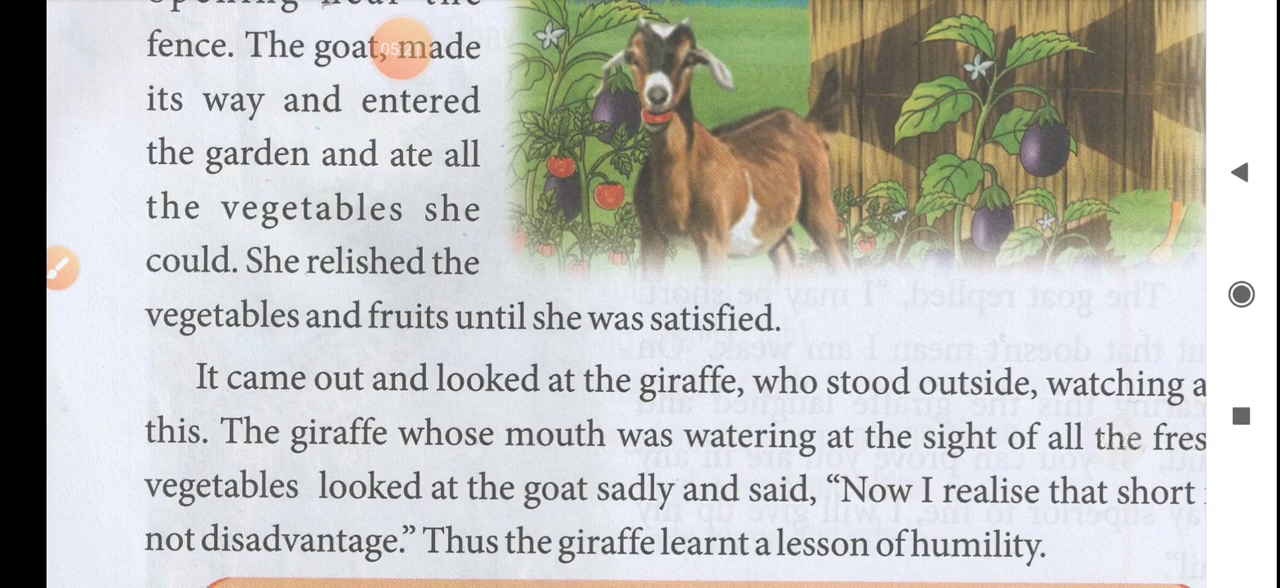 fence. The goat, made
its way and entered
the garden and ate all
the vegetables she
could. She relished the
vegetables and fruits until she was satisfied.
It came out and looked at the giraffe, who stood outside, watching a
this. The giraffe whose mouth was watering at the sight of all the fres
vegetables looked at the goat sadly and said, “Now I realise that short
not disadvantage.” Thus the giraffe learnt a lesson of humility.